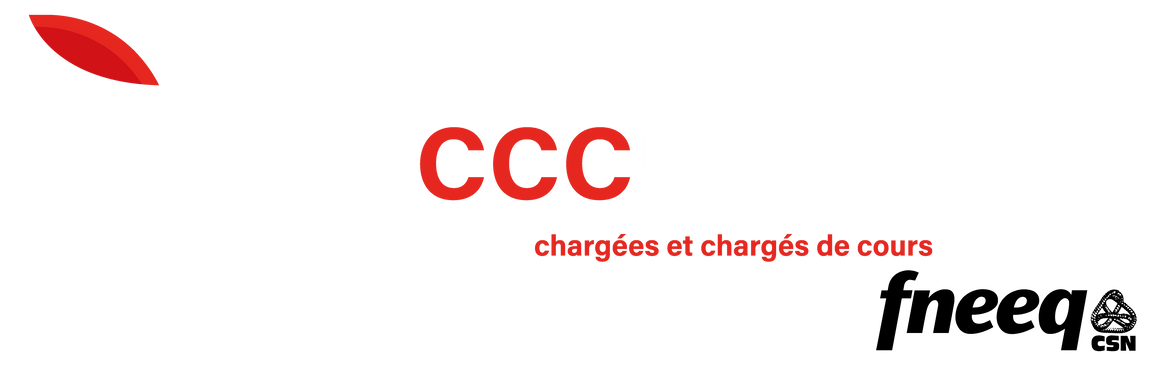 CCC
chargées et chargés de cours
fneeq
CSN